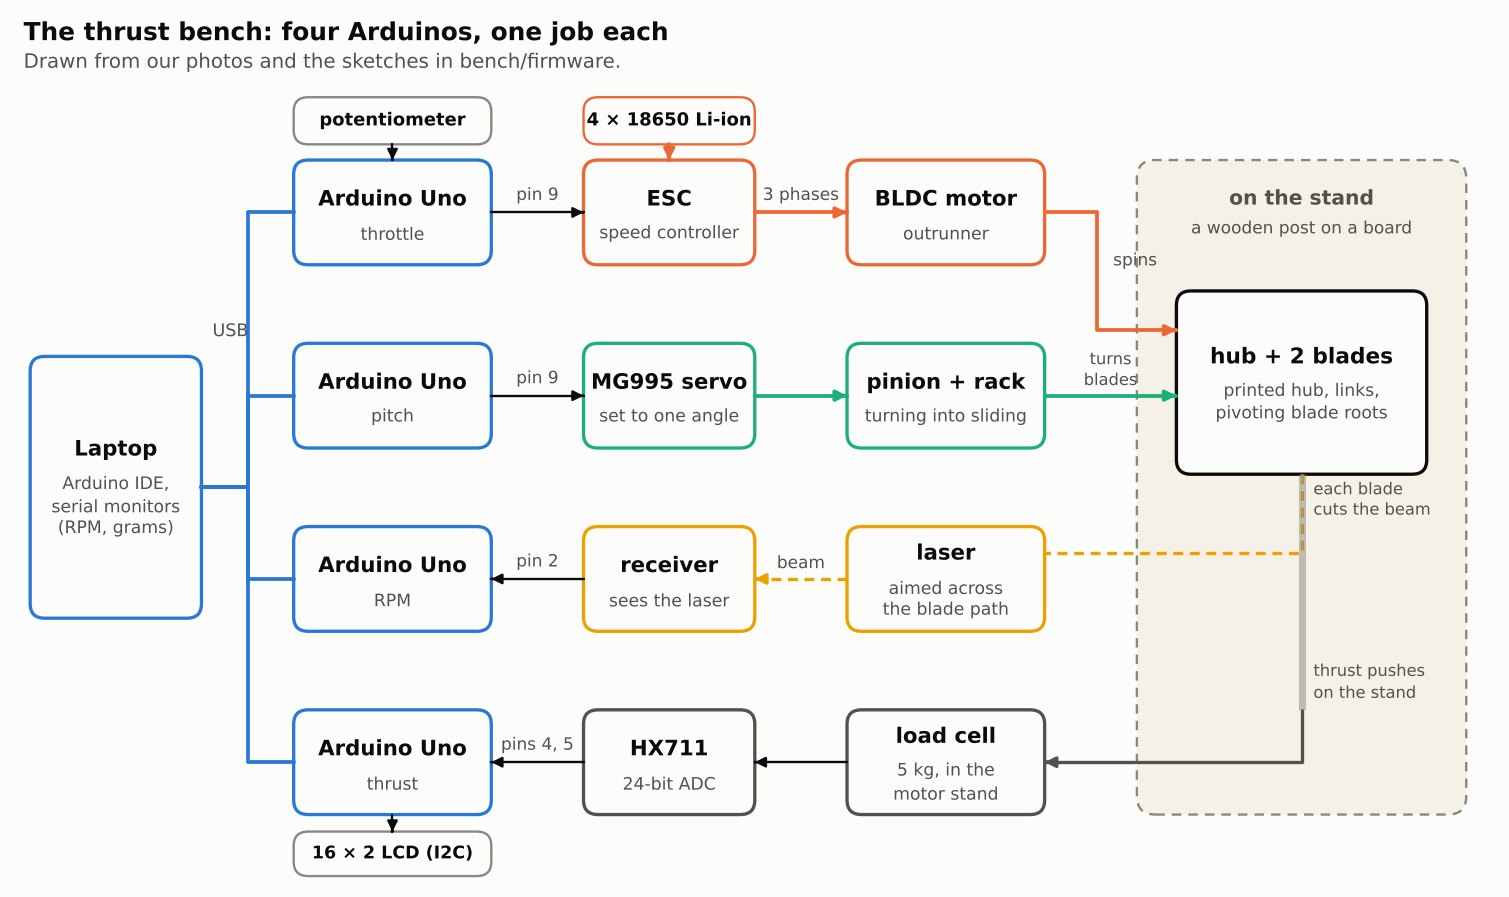 The thrust bench: four Arduinos, one job each
Drawn from our photos and the sketches in bench/firmware.
potentiometer
4 × 18650 Li-ion
Arduino Uno
throttle
pin 9
ESC
speed controller
3 phases
BLDC motor
outrunner
on the stand
a wooden post on a board
spins
USB
Arduino Uno
pitch
pin 9
MG995 servo
set to one angle
pinion + rack
turning into sliding
turns
blades
hub + 2 blades
printed hub, links,
pivoting blade roots
Laptop
Arduino IDE,
serial monitors
(RPM, grams)
each blade
cuts the beam
Arduino Uno
RPM
pin 2
receiver
sees the laser
beam
laser
aimed across
the blade path
thrust pushes
on the stand
Arduino Uno
thrust
pins 4, 5
HX711
24-bit ADC
load cell
5 kg, in the
motor stand
16 × 2 LCD (I2C)